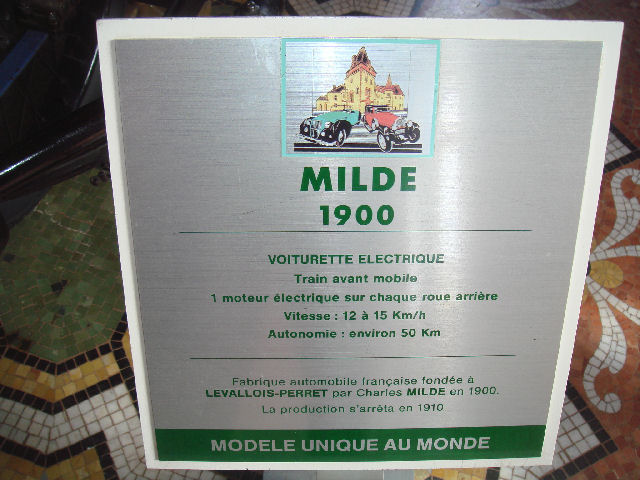 MILDE
1900
VOITURETTE ELECTRIQUE
Train avant mobile
1 moteur électrique sur chaque roue arrière
Vitesse : 12 à 15 Km/h
Autonomie : environ 50 Km
Fabrique automobile française fondée à
LEVALLOIS-PERRET par Charles MILDE en 1900.
La production s'arrêta en 1910
MODELE UNIQUE AU MONDE